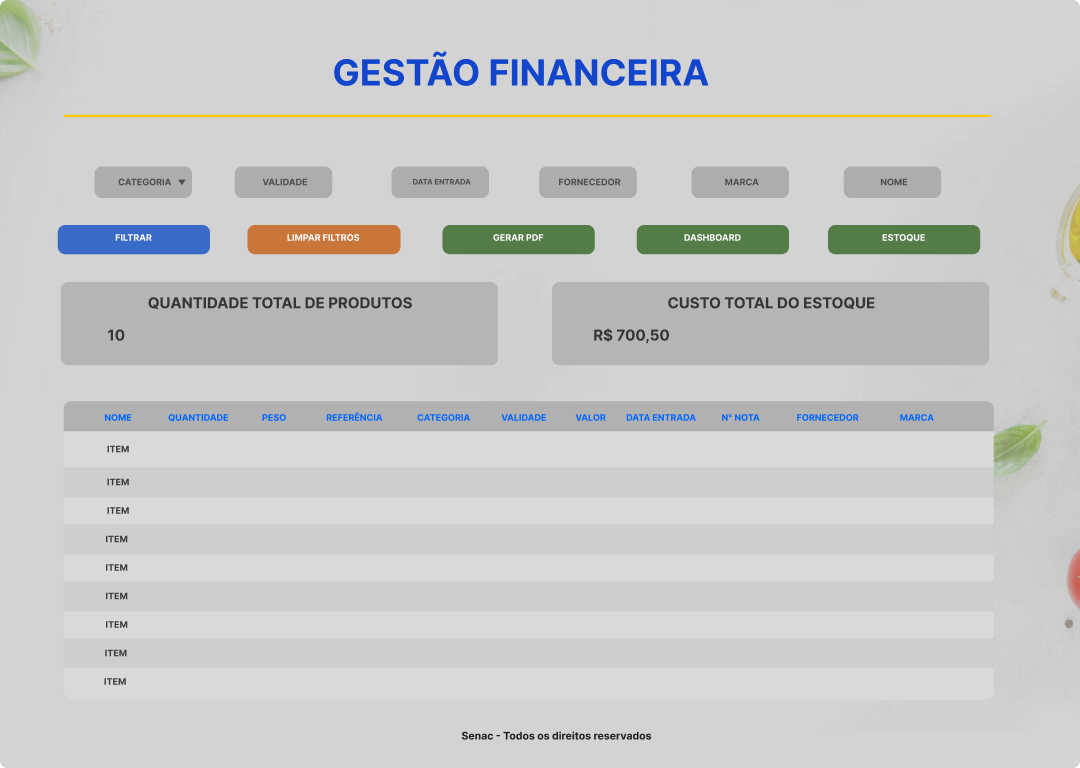 GESTÃO FINANCEIRA
CATEGORIA ▼ VALIDADE DATA ENTRADA FORNECEDOR MARCA NOME
FILTRAR LIMPAR FILTROS GERAR PDF DASHBOARD ESTOQUE
QUANTIDADE TOTAL DE PRODUTOS
10
CUSTO TOTAL DO ESTOQUE
R$ 700,50
NOME QUANTIDADE PESO REFERÊNCIA CATEGORIA VALIDADE VALOR DATA ENTRADA N° NOTA FORNECEDOR MARCA
ITEM
ITEM
ITEM
ITEM
ITEM
ITEM
ITEM
ITEM
ITEM
Senac - Todos os direitos reservados